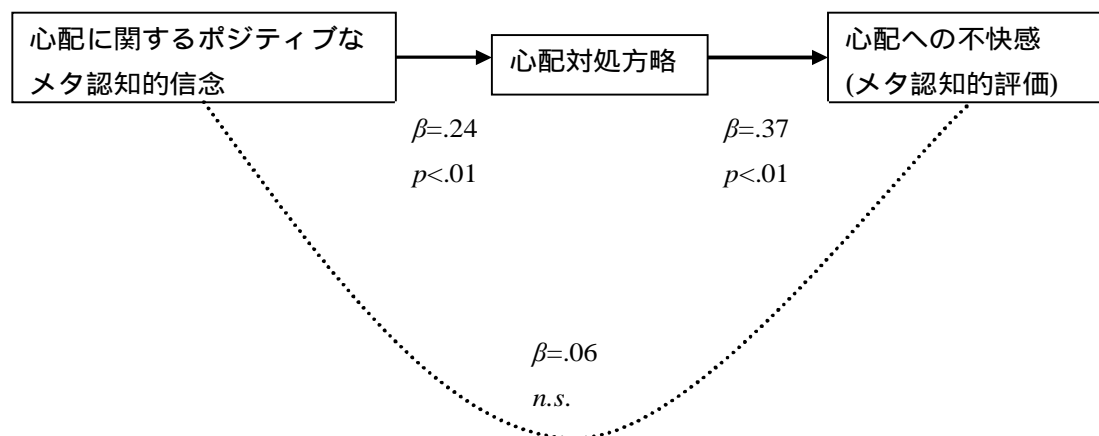 心配に関するポジティブな
メタ認知的信念
心配対処方略
心配への不快感
(メタ認知的評価)
β=.24
p<.01
β=.37
p<.01
β=.06
n.s.